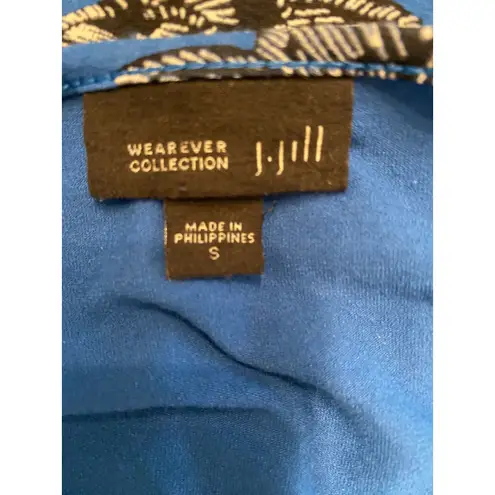 WEAREVER
COLLECTION
J.Jill
MADE IN
PHILIPPINES
S